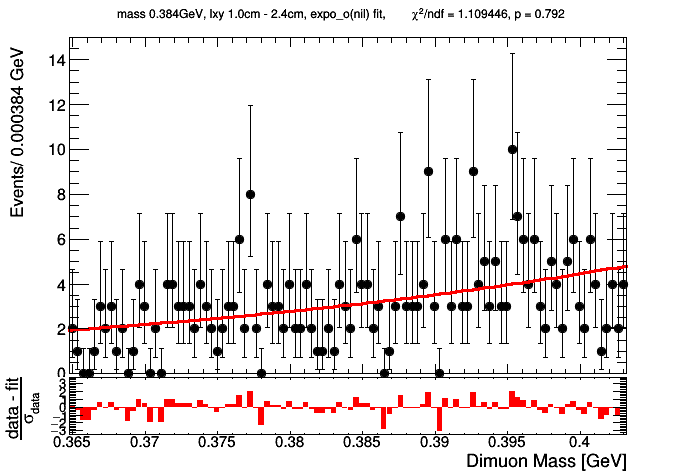 mass 0.384GeV, lxy 1.0cm - 2.4cm, expo_o(nil) fit, χ²/ndf = 1.109446, p = 0.792
Events/ 0.000384 GeV
14
12
10
8
6
4
2
0
data - fit
σdata
3
2
1
0
−1
−2
−3
0.365 0.37 0.375 0.38 0.385 0.39 0.395 0.4
Dimuon Mass [GeV]